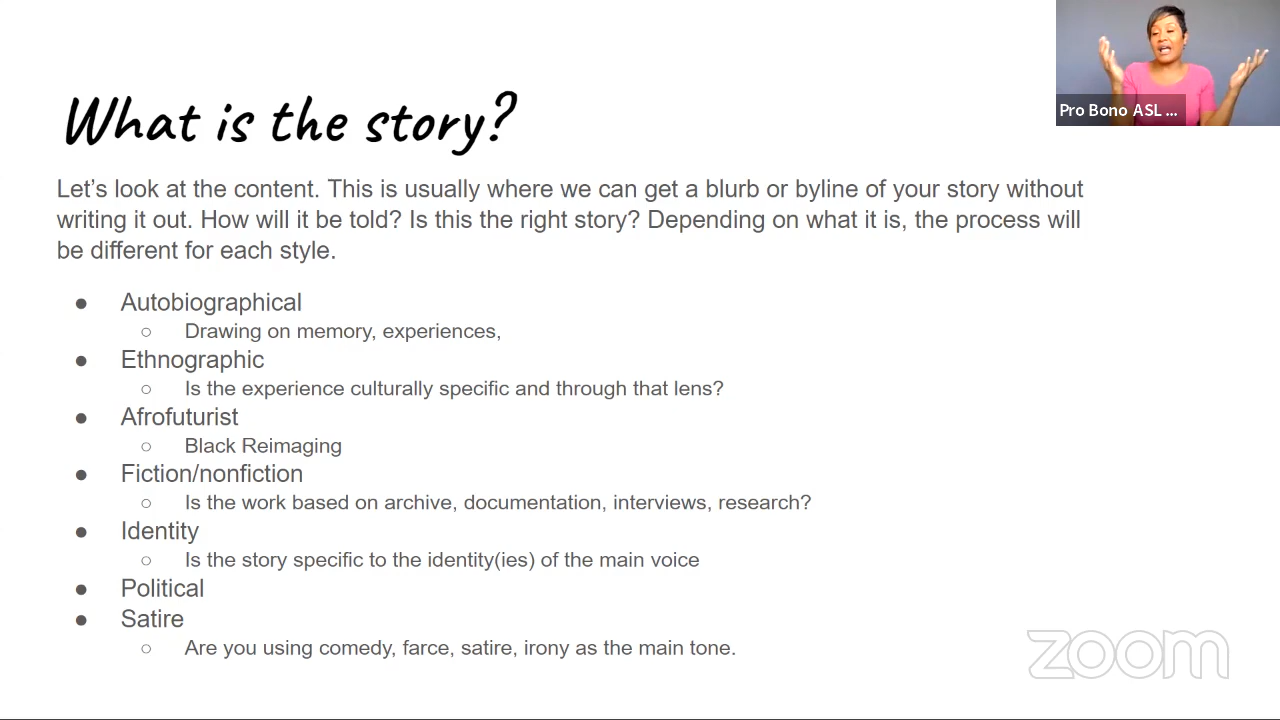 Pro Bono ASL ...
What is the story?
Let's look at the content. This is usually where we can get a blurb or byline of your story without
writing it out. How will it be told? Is this the right story? Depending on what it is, the process will
be different for each style.
● Autobiographical
○ Drawing on memory, experiences,
● Ethnographic
○ Is the experience culturally specific and through that lens?
● Afrofuturist
○ Black Reimaging
● Fiction/nonfiction
○ Is the work based on archive, documentation, interviews, research?
● Identity
○ Is the story specific to the identity(ies) of the main voice
● Political
● Satire
○ Are you using comedy, farce, satire, irony as the main tone.
zoom